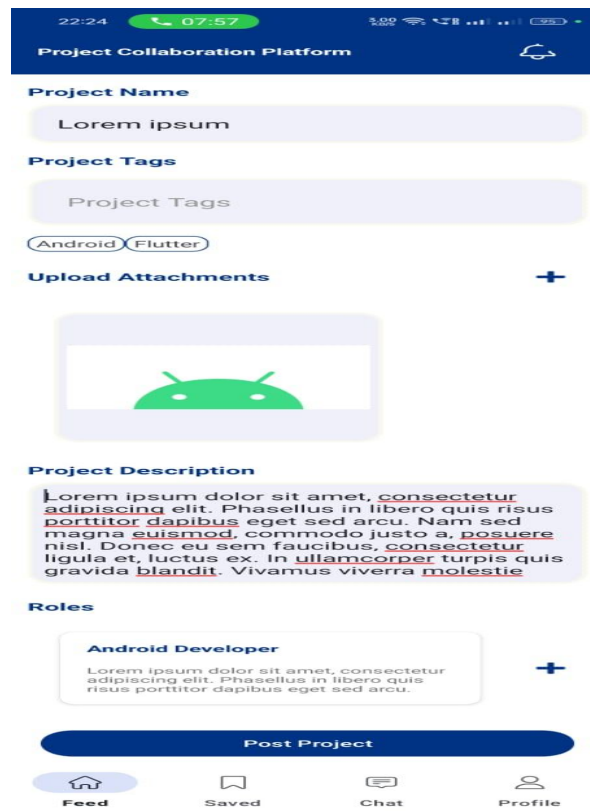 22:24 07:57 5.00 KB/S 95
Project Collaboration Platform
Project Name
Lorem ipsum
Project Tags
Project Tags
Android Flutter
Upload Attachments
Project Description
Lorem ipsum dolor sit amet, consectetur
adipiscing elit. Phasellus in libero quis risus
porttitor dapibus eget sed arcu. Nam sed
magna euismod, commodo justo a, posuere
nisl. Donec eu sem faucibus, consectetur
ligula et, luctus ex. In ullamcorper turpis quis
gravida blandit. Vivamus viverra molestie
Roles
Android Developer
Lorem ipsum dolor sit amet, consectetur
adipiscing elit. Phasellus in libero quis
risus porttitor dapibus eget sed arcu.
Post Project
Feed Saved Chat Profile